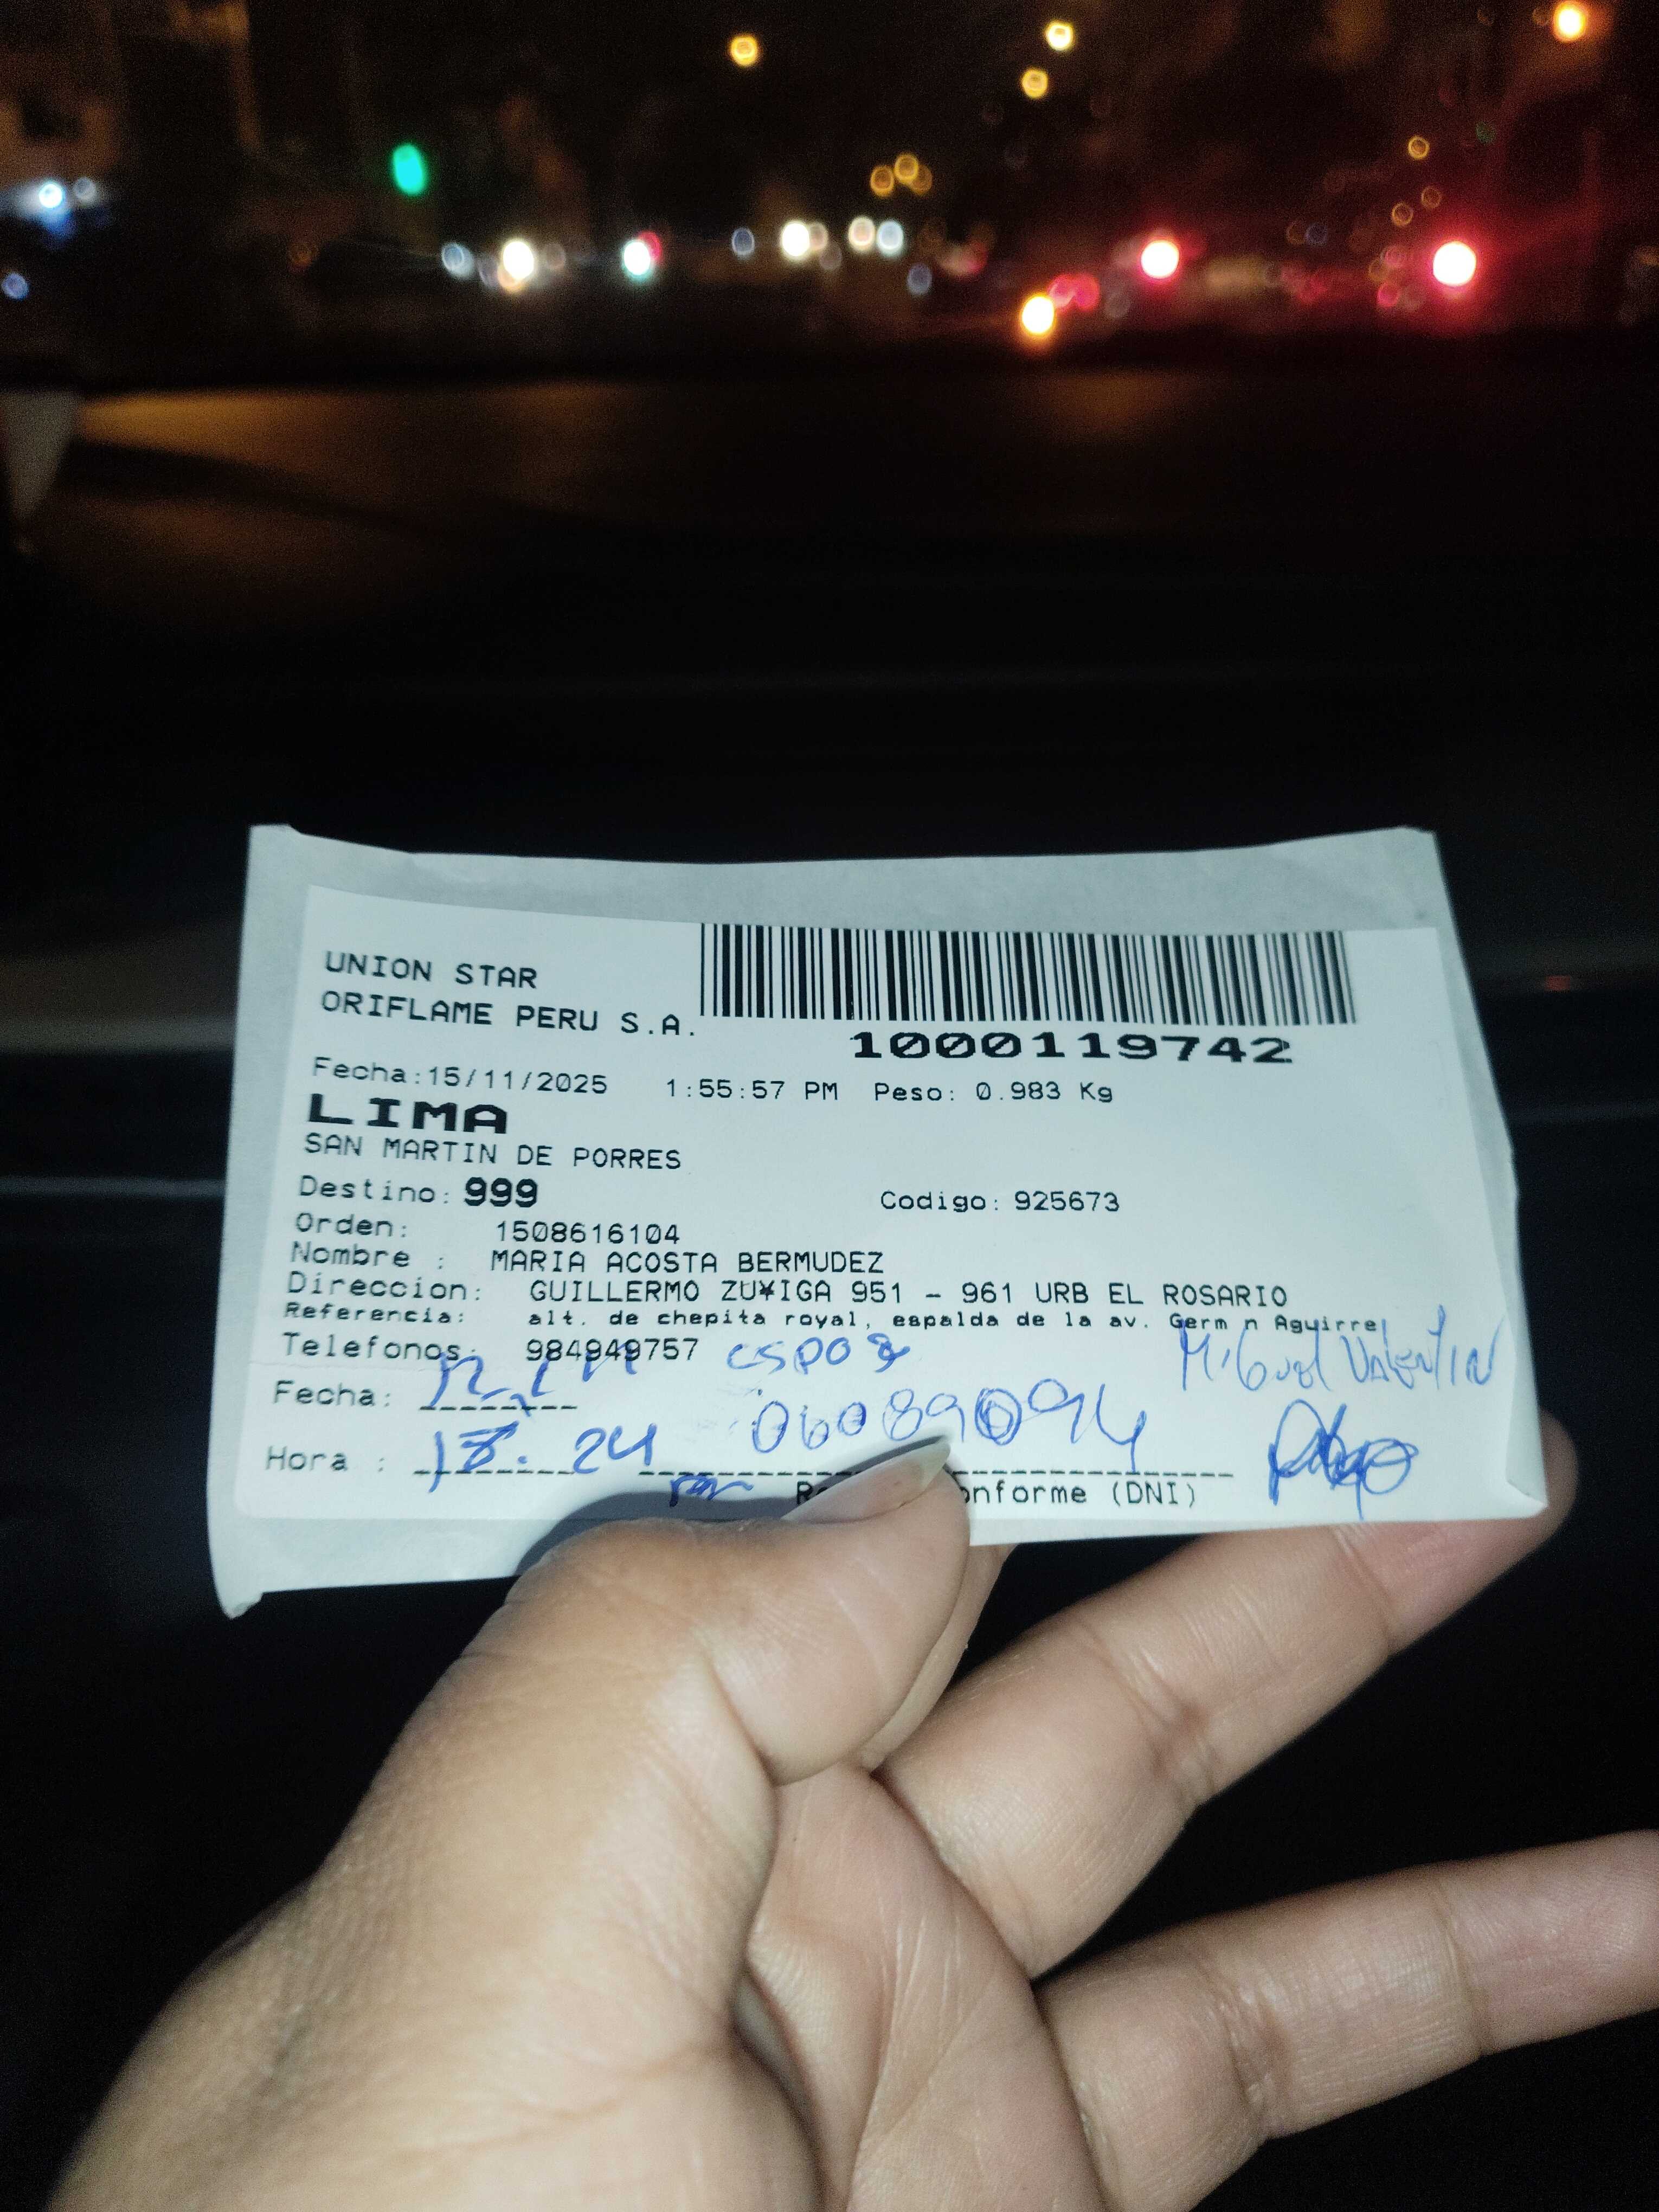 UNION STAR
ORIFLAME PERU S.A.
1000119742
Fecha:15/11/2025 1:55:57 PM Peso: 0.983 Kg
LIMA
SAN MARTIN DE PORRES
Destino: 999 Codigo: 925673
Orden: 1508616104
Nombre : MARIA ACOSTA BERMUDEZ
Direccion: GUILLERMO ZU¥IGA 951 - 961 URB EL ROSARIO
Referencia: alt. de chepita royal, espalda de la av. Germ n Aguirre
Telefonos: 984949757 Miguel Valentin
Fecha:
Hora : 24 06089094
(DNI)